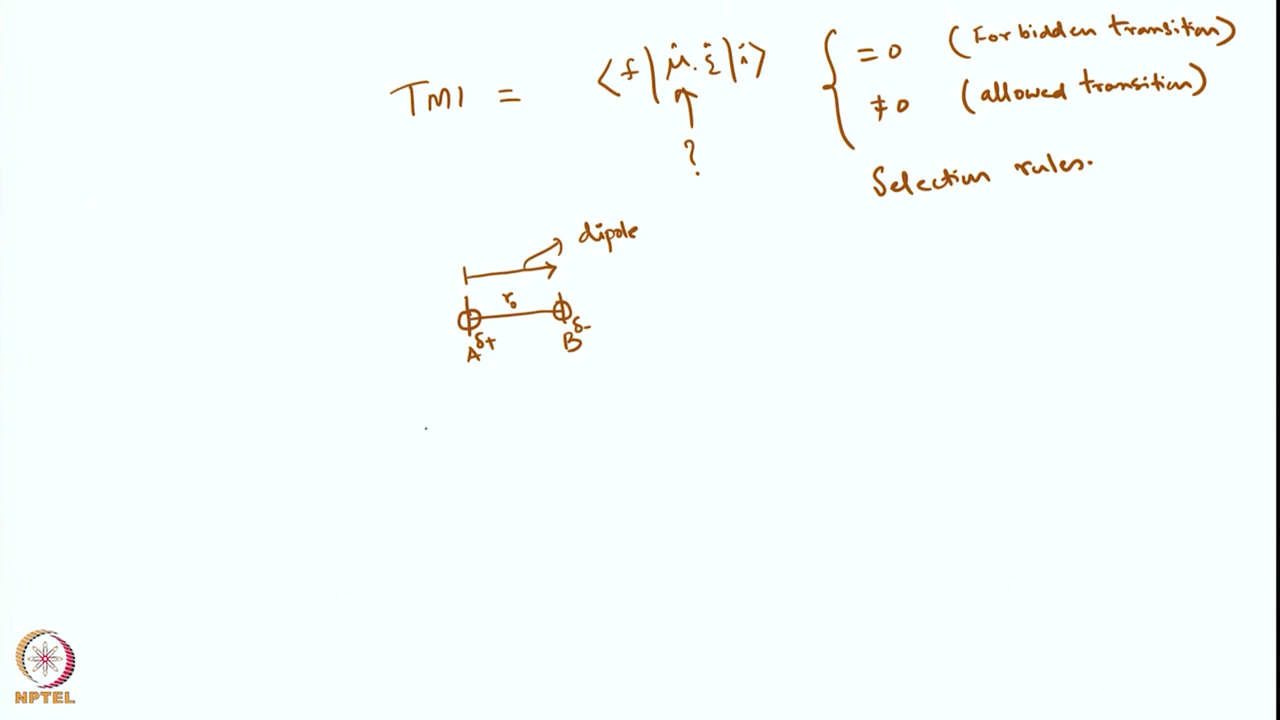 TMI = ⟨f|μ̂.ε̂|i⟩ { = 0 (Forbidden transition)
≠ 0 (allowed transition)
?
Selection rules.
dipole
r₀
A δ+ B δ-
NPTEL